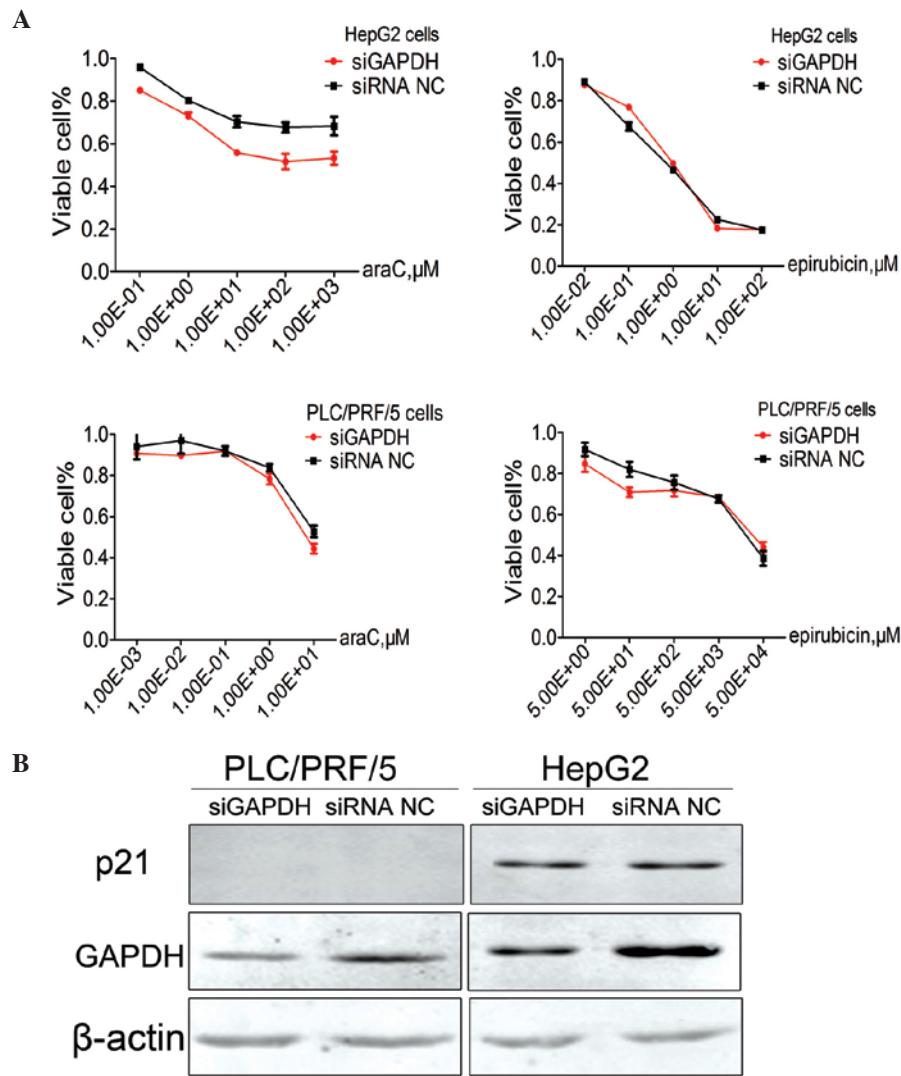 A
HepG2 cells
siGAPDH
siRNA NC
Viable cell%
1.0
0.8
0.6
0.4
0.2
0.0
araC,µM
1.00E-01
1.00E+00
1.00E+01
1.00E+02
1.00E+03
HepG2 cells
siGAPDH
siRNA NC
Viable cell%
1.0
0.8
0.6
0.4
0.2
0.0
epirubicin,µM
1.00E-02
1.00E-01
1.00E+00
1.00E+01
1.00E+02
PLC/PRF/5 cells
siGAPDH
siRNA NC
Viable cell%
1.0
0.8
0.6
0.4
0.2
0.0
araC,µM
1.00E-03
1.00E-02
1.00E-01
1.00E+00
1.00E+01
PLC/PRF/5 cells
siGAPDH
siRNA NC
Viable cell%
1.0
0.8
0.6
0.4
0.2
0.0
epirubicin,µM
5.00E+00
5.00E+01
5.00E+02
5.00E+03
5.00E+04
B
PLC/PRF/5 HepG2
siGAPDH siRNA NC siGAPDH siRNA NC
p21
GAPDH
β-actin